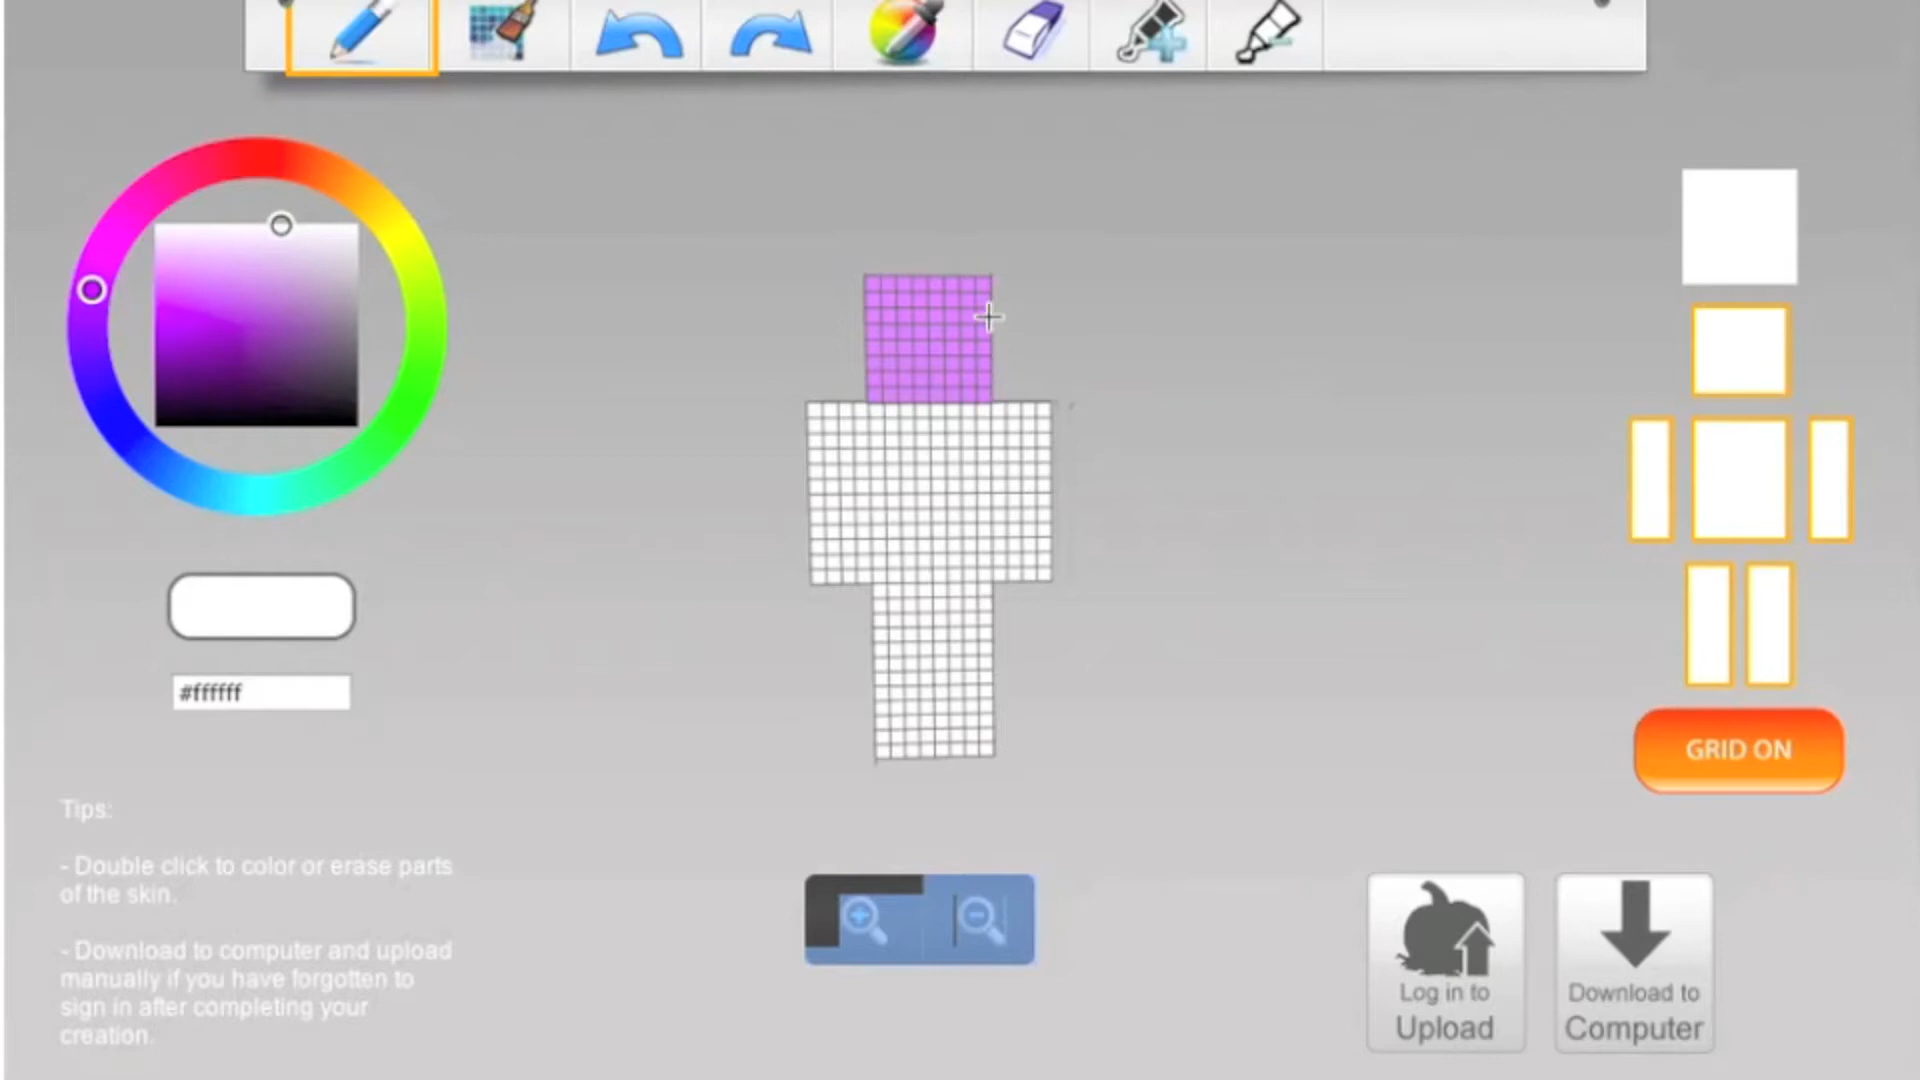 #ffffff
GRID ON
Tips:
- Double click to color or erase parts
of the skin.
- Download to computer and upload
manually if you have forgotten to
sign in after completing your
creation.
Log in to
Upload
Download to
Computer